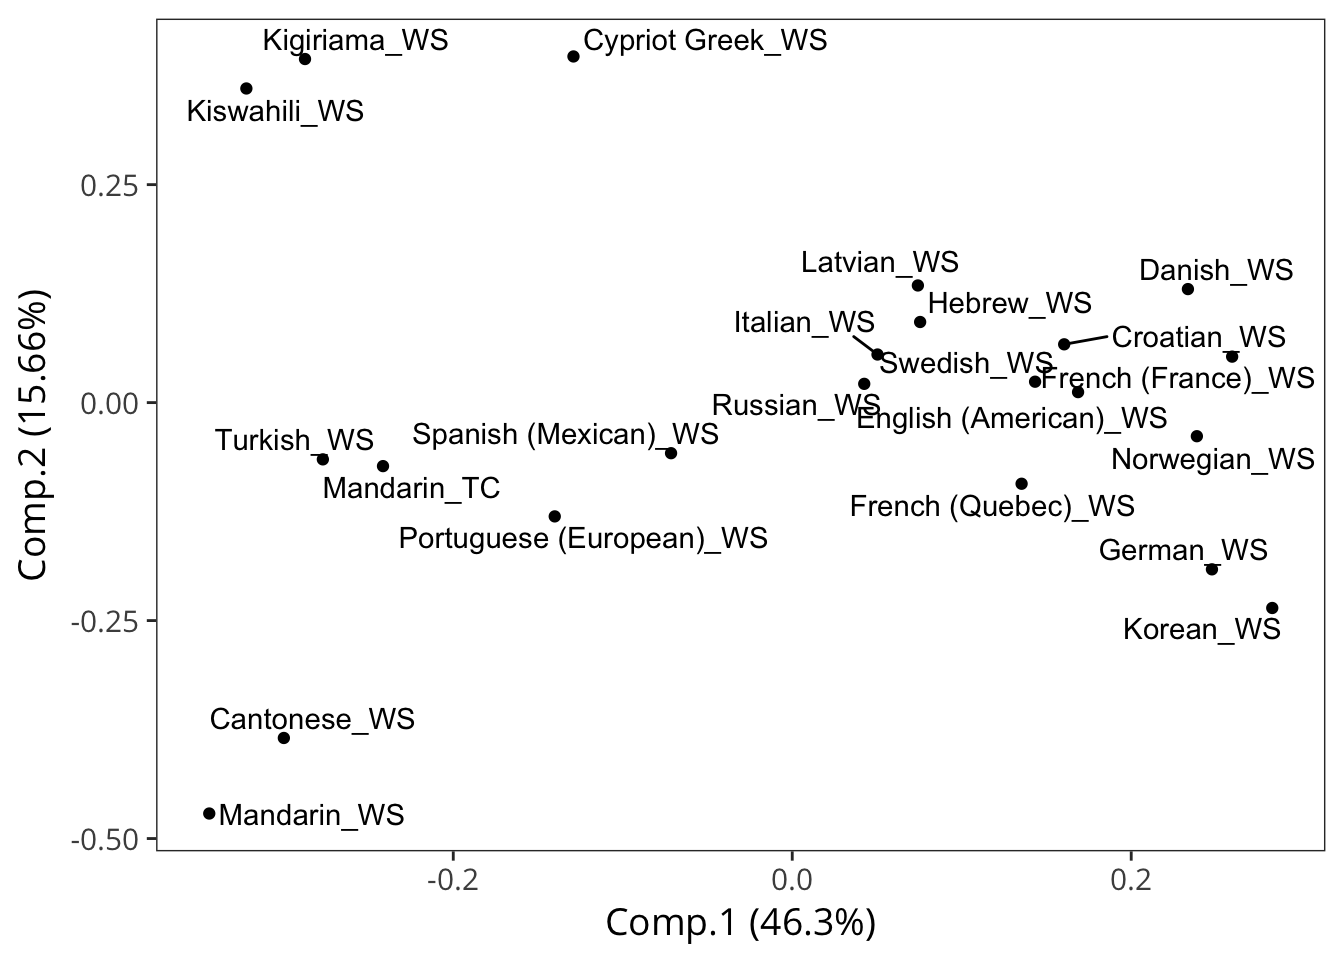 Kigiriama_WS
Cypriot Greek_WS
Kiswahili_WS
0.25
Latvian_WS
Danish_WS
Hebrew_WS
Italian_WS
Croatian_WS
Swedish_WS
French (France)_WS
0.00
Russian_WS
English (American)_WS
Turkish_WS
Spanish (Mexican)_WS
Norwegian_WS
Mandarin_TC
French (Quebec)_WS
Portuguese (European)_WS
German_WS
-0.25
Korean_WS
Cantonese_WS
Mandarin_WS
-0.50
-0.2 0.0 0.2
Comp.1 (46.3%)
Comp.2 (15.66%)